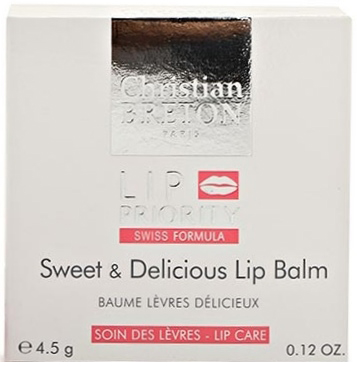 Christian
BRETON
PARIS
LIP
PRIORITY
SWISS FORMULA
Sweet & Delicious Lip Balm
BAUME LÈVRES DÉLICIEUX
SOIN DES LÈVRES - LIP CARE
℮ 4.5 g 0.12 OZ.